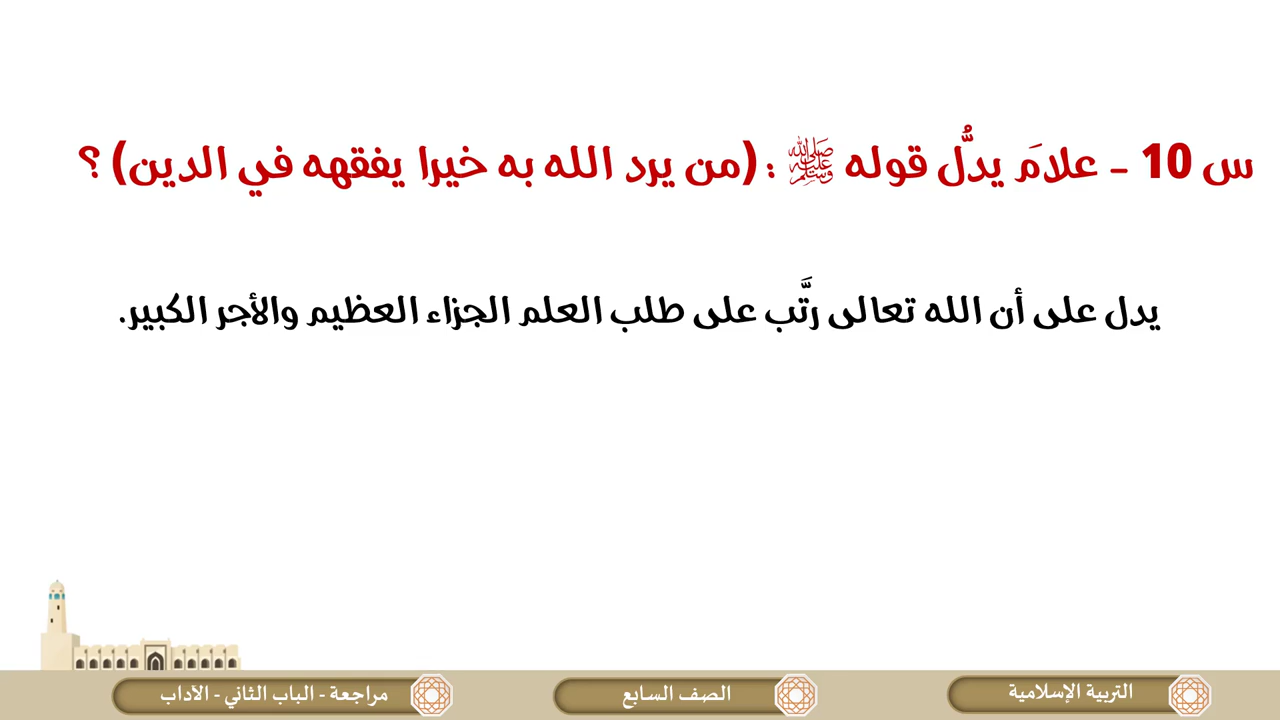 س 10 - علامَ يدلُّ قوله ﷺ : (من يرد الله به خيرا يفقهه في الدين) ؟
يدل على أن الله تعالى رتَّب على طلب العلم الجزاء العظيم والأجر الكبير.
التربية الإسلامية
الصف السابع
مراجعة - الباب الثاني - الآداب